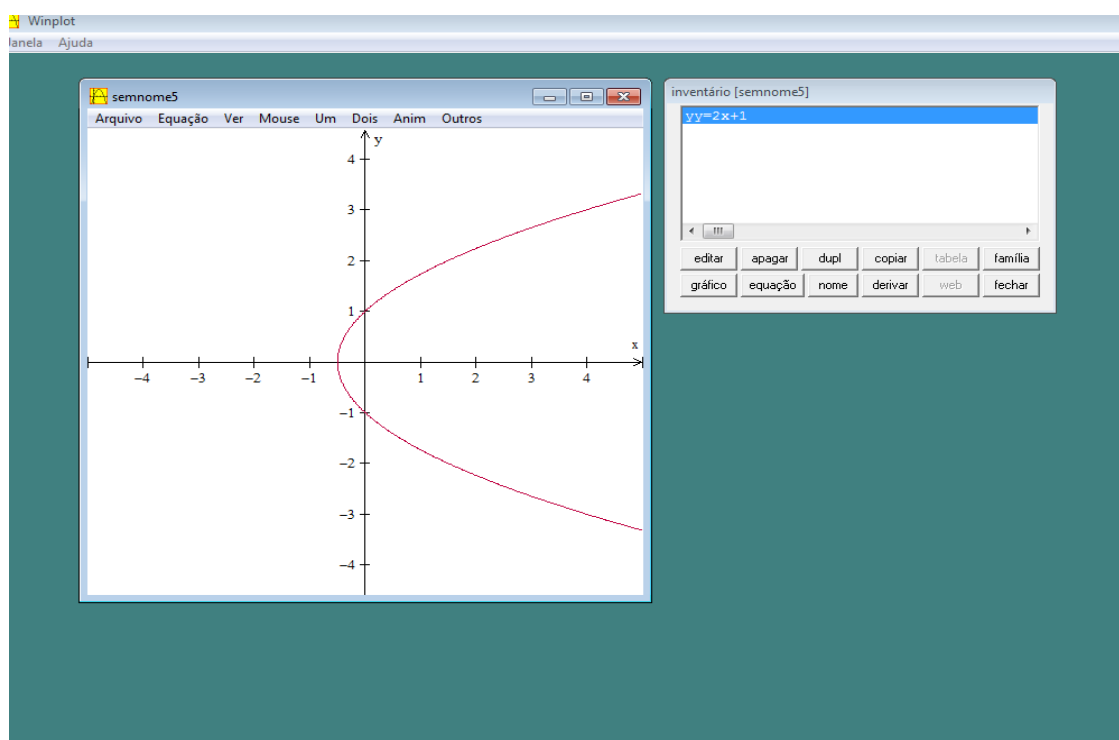 Winplot
Janela Ajuda
semnome5
Arquivo Equação Ver Mouse Um Dois Anim Outros
y
4
3
2
1
x
−4 −3 −2 −1 1 2 3 4
−1
−2
−3
−4
inventário [semnome5]
yy=2x+1
editar apagar dupl copiar tabela família
gráfico equação nome derivar web fechar